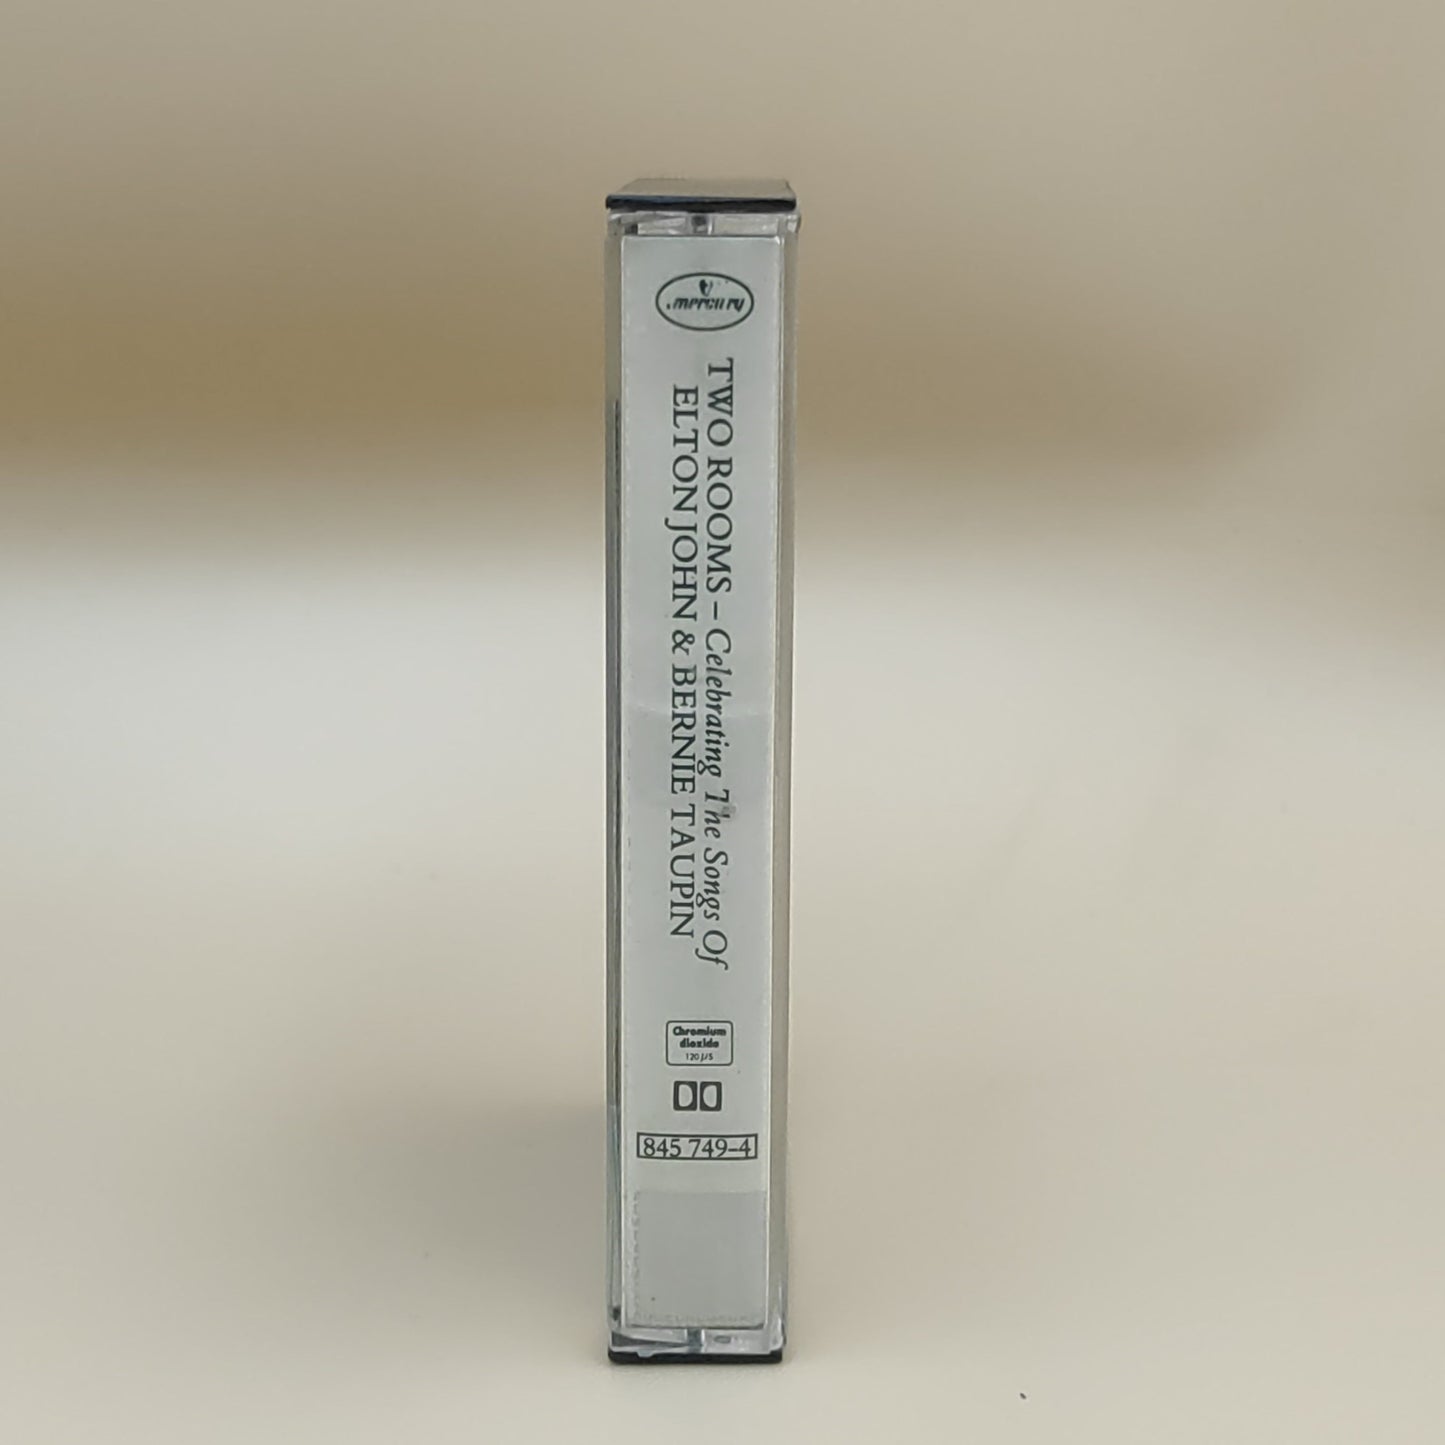 mercury
TWO ROOMS – Celebrating The Songs Of
ELTON JOHN & BERNIE TAUPIN
Chromium
dioxide
120 µS
845 749-4